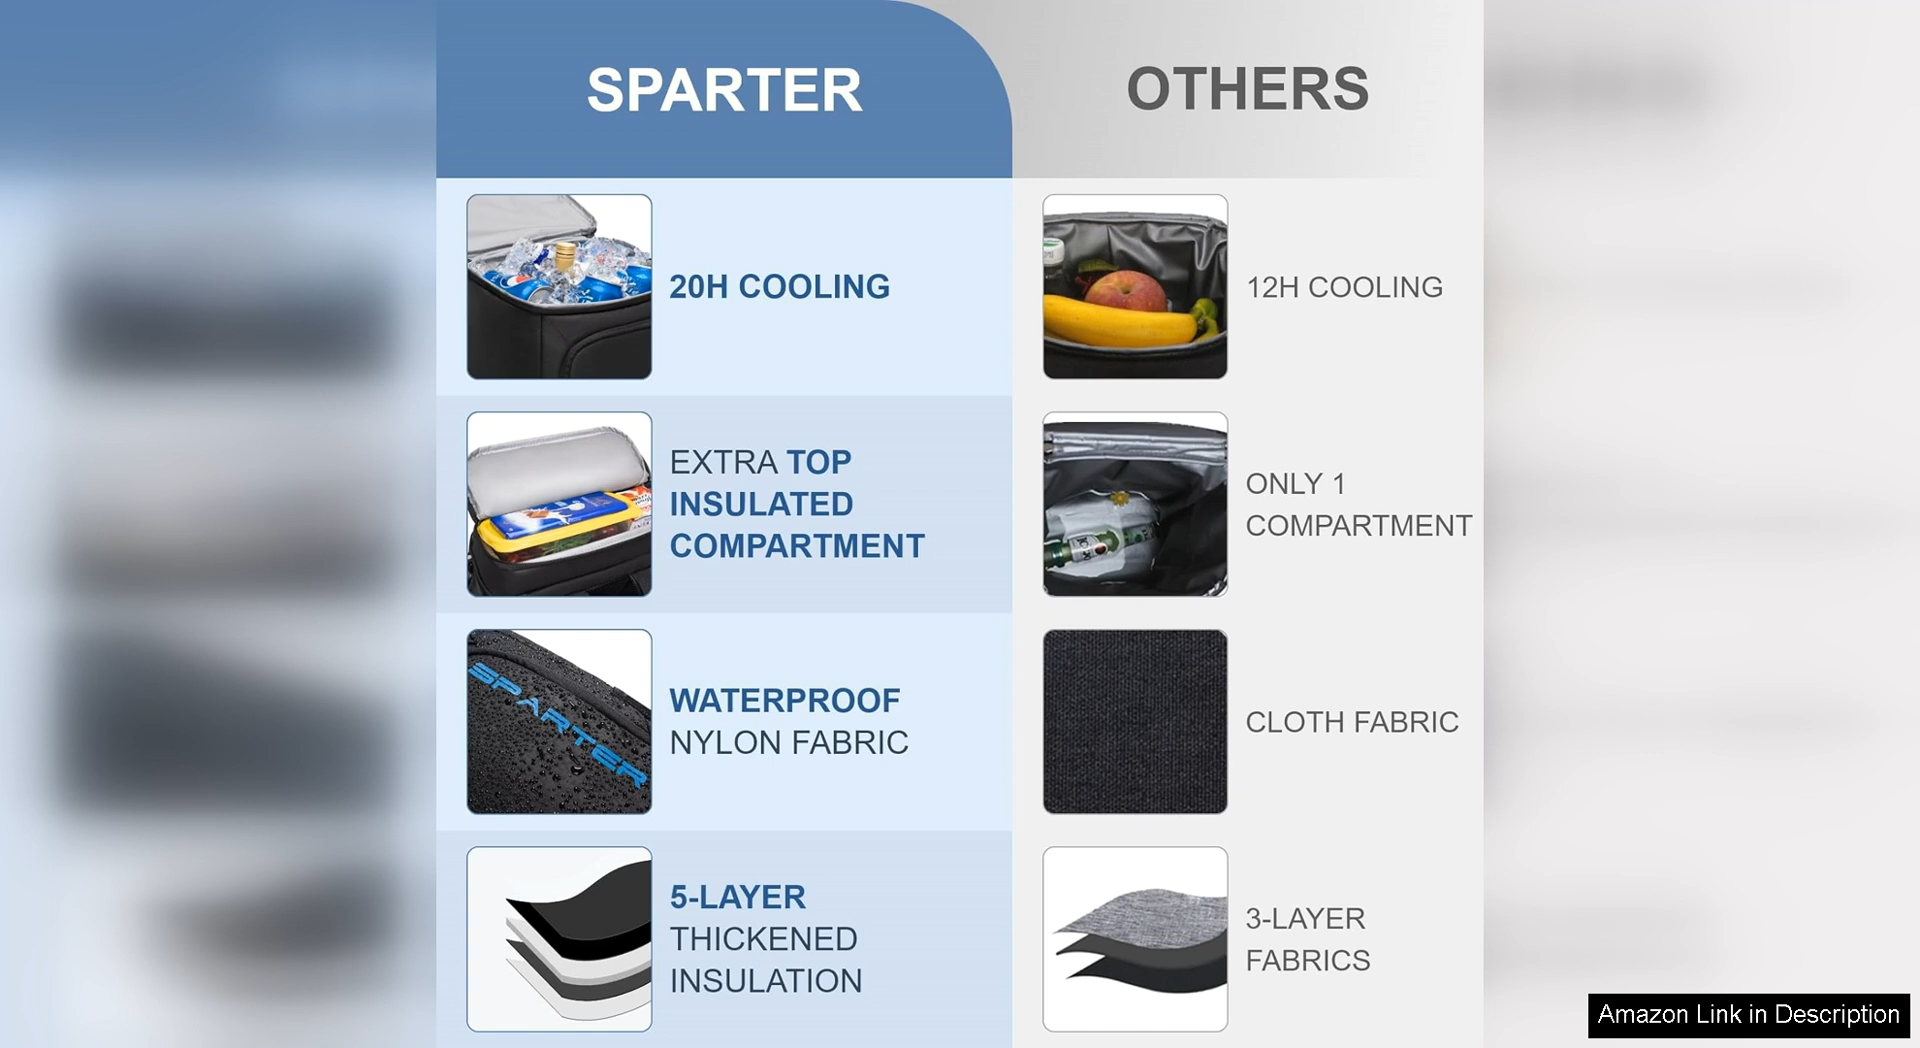 SPARTER
OTHERS
20H COOLING
12H COOLING
EXTRA TOP
INSULATED
COMPARTMENT
ONLY 1
COMPARTMENT
SPARTER
WATERPROOF
NYLON FABRIC
CLOTH FABRIC
5-LAYER
THICKENED
INSULATION
3-LAYER
FABRICS
Amazon Link in Description